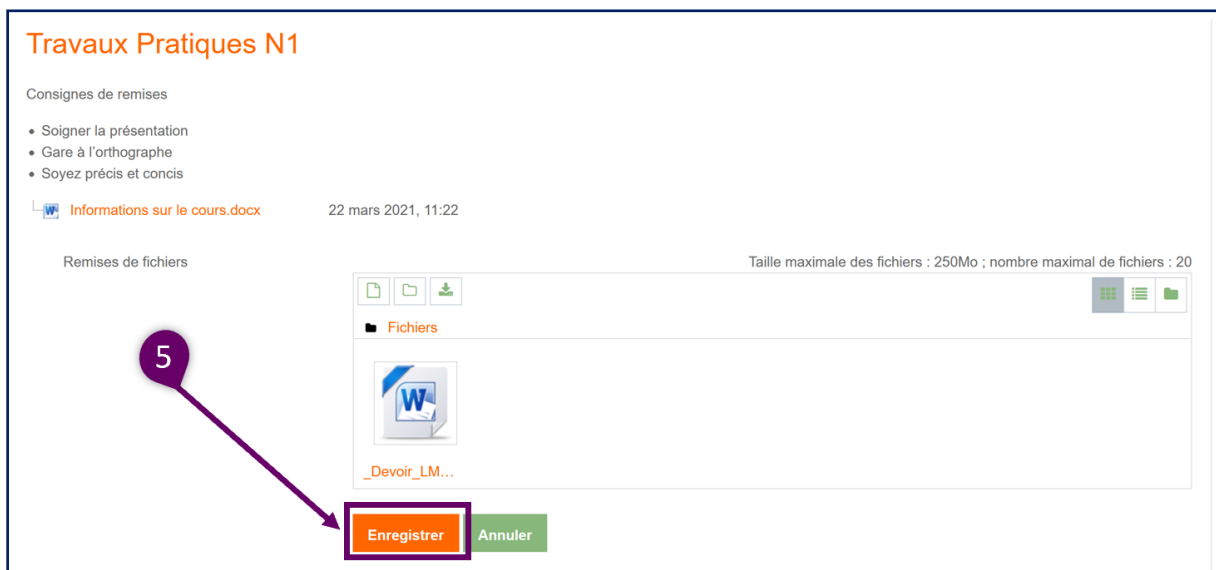 Travaux Pratiques N1
Consignes de remises
• Soigner la présentation
• Gare à l'orthographe
• Soyez précis et concis
Informations sur le cours.docx 22 mars 2021, 11:22
Remises de fichiers Taille maximale des fichiers : 250Mo ; nombre maximal de fichiers : 20
Fichiers
5
W
_Devoir_LM...
Enregistrer Annuler